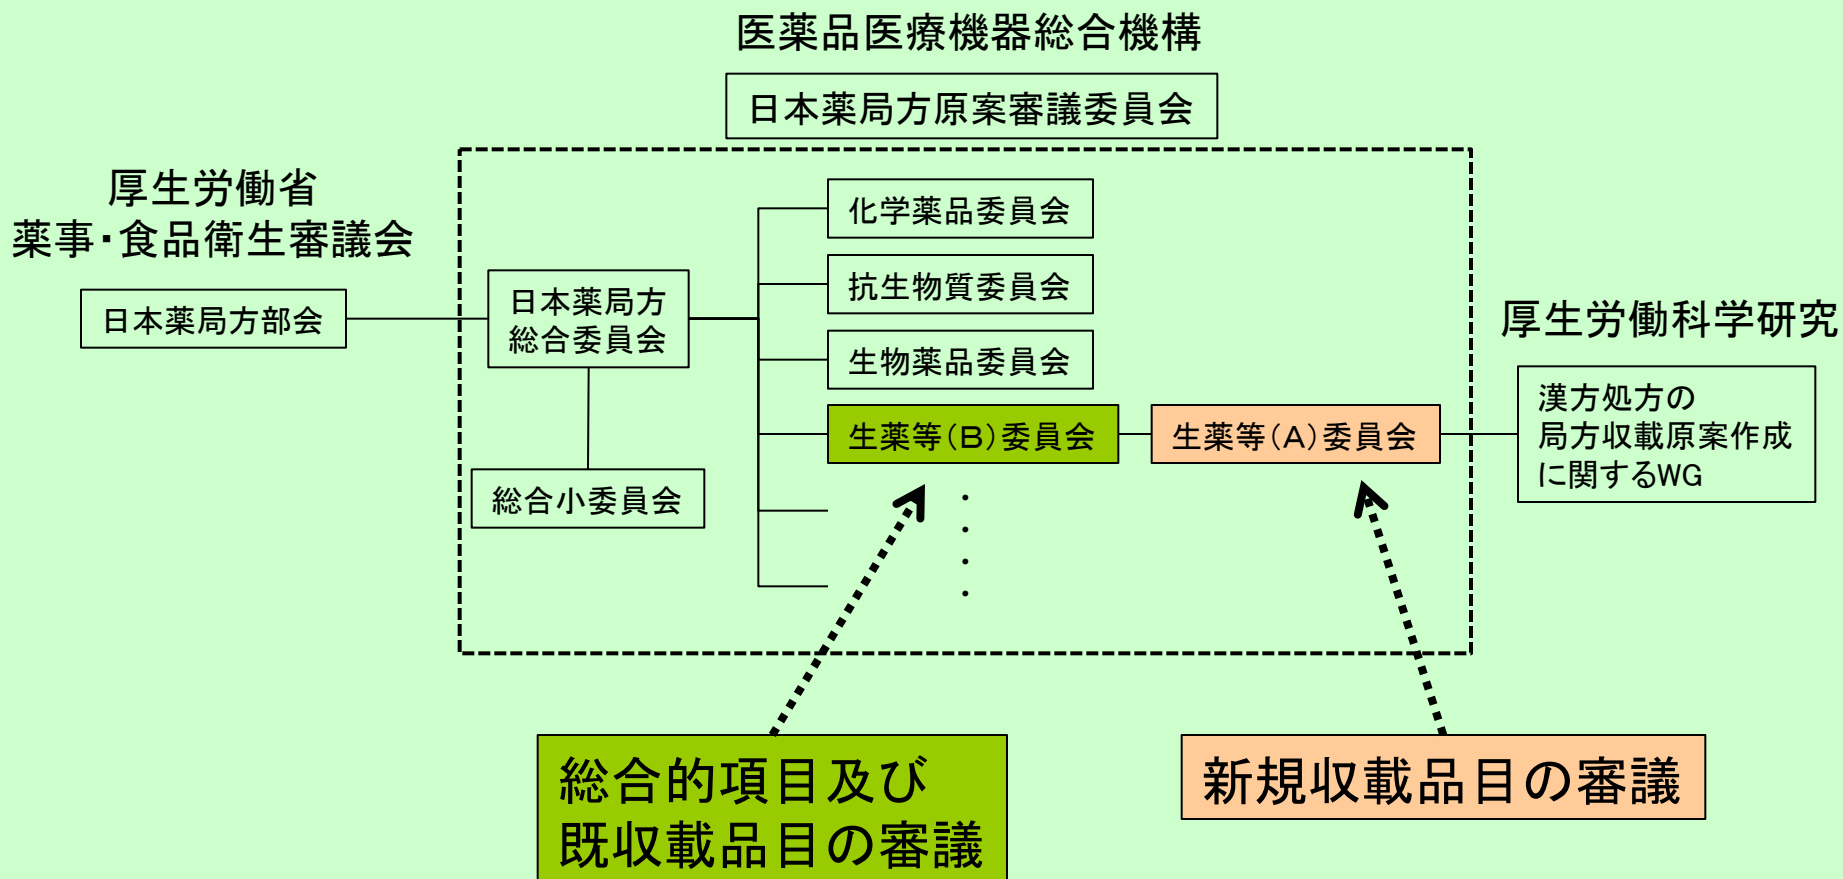 医薬品医療機器総合機構
日本薬局方原案審議委員会
厚生労働省
薬事・食品衛生審議会
日本薬局方部会
日本薬局方
総合委員会
総合小委員会
化学薬品委員会
抗生物質委員会
生物薬品委員会
生薬等(B)委員会
生薬等(A)委員会
厚生労働科学研究
漢方処方の
局方収載原案作成
に関するWG
総合的項目及び
既収載品目の審議
新規収載品目の審議